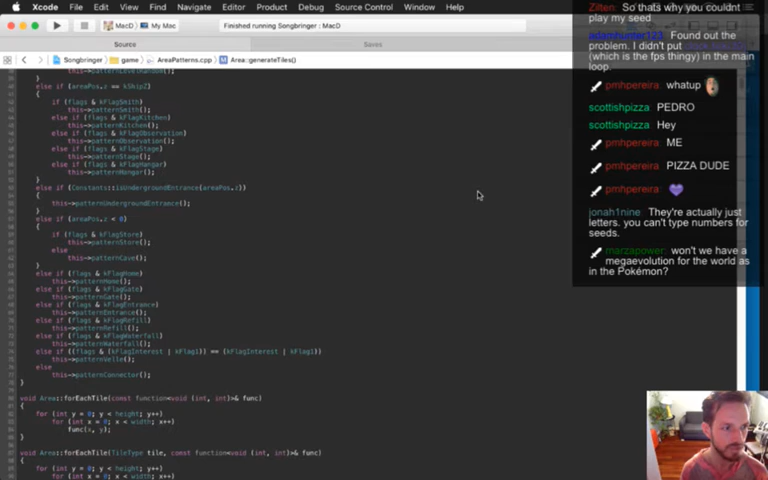 Xcode File Edit View Find Navigate Editor Product Debug Source Control Window Help
MacD My Mac
Finished running Songbringer : MacD
Source Saves
Songbringer game AreaPatterns.cpp Area::generateTiles()
else if (areaPos.z == kSkipZ)
{
if (flags & kFlagSmith)
this->patternSmith();
else if (flags & kFlagKitchen)
this->patternKitchen();
else if (flags & kFlagObservation)
this->patternObservation();
else if (flags & kFlagStage)
this->patternStage();
else if (flags & kFlagHangar)
this->patternHangar();
}
else if (Constants::isUndergroundEntrance(areaPos.z))
{
this->patternUndergroundEntrance();
}
else if (areaPos.z < 0)
{
if (flags & kFlagStore)
this->patternStore();
else
this->patternCave();
}
else if (flags & kFlagHome)
this->patternHome();
else if (flags & kFlagGate)
this->patternGate();
else if (flags & kFlagEntrance)
this->patternEntrance();
else if (flags & kFlagRefill)
this->patternRefill();
else if (flags & kFlagWaterfall)
this->patternWaterfall();
else if ((flags & (kFlagInterest | kFlag1)) == (kFlagInterest | kFlag1))
this->patternVelle();
else
this->patternConnector();
}
void Area::forEachTile(const function<void (int, int)>& func)
{
for (int y = 0; y < height; y++)
for (int x = 0; x < width; x++)
func(x, y);
}
void Area::forEachTile(TileType tile, const function<void (int, int)>& func)
{
for (int y = 0; y < height; y++)
for (int x = 0; x < width; x++)
Zilten: So thats why you couldnt
play my seed
adamhunter123: Found out the
problem. I didn't put
(which is the fps thingy) in the main
loop.
pmhpereira: whatup
scottishpizza: PEDRO
scottishpizza: Hey
pmhpereira: ME
pmhpereira: PIZZA DUDE
pmhpereira:
jonah1nine: They're actually just
letters. you can't type numbers for
seeds.
marzapower: won't we have a
megaevolution for the world as
in the Pokémon?